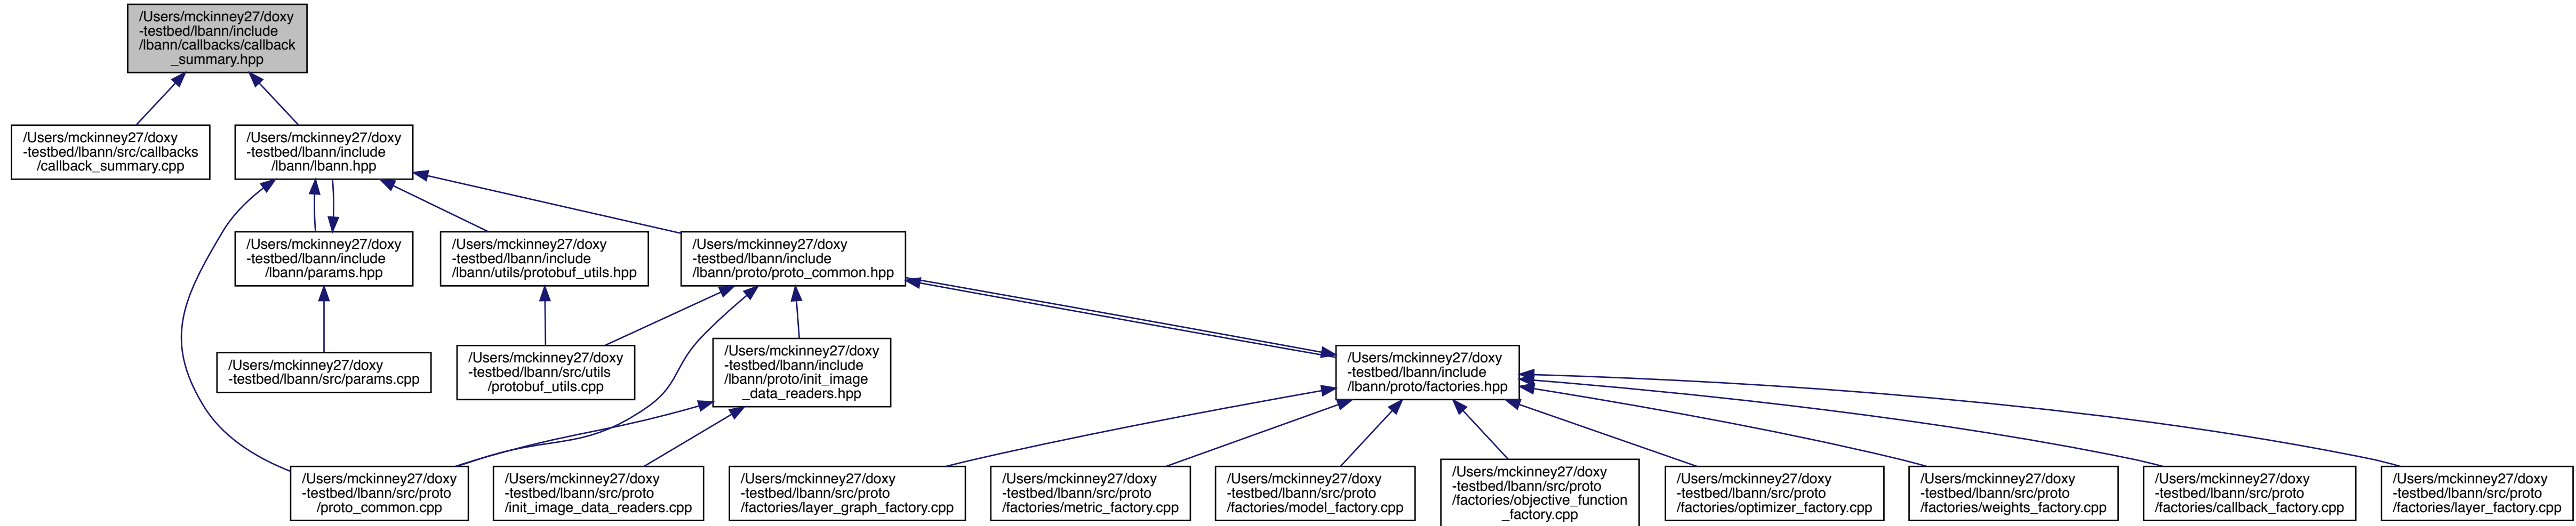 /Users/mckinney27/doxy
-testbed/lbann/include
/lbann/callbacks/callback
_summary.hpp
/Users/mckinney27/doxy
-testbed/lbann/src/callbacks
/callback_summary.cpp
/Users/mckinney27/doxy
-testbed/lbann/include
/lbann/lbann.hpp
/Users/mckinney27/doxy
-testbed/lbann/include
/lbann/params.hpp
/Users/mckinney27/doxy
-testbed/lbann/include
/lbann/utils/protobuf_utils.hpp
/Users/mckinney27/doxy
-testbed/lbann/include
/lbann/proto/proto_common.hpp
/Users/mckinney27/doxy
-testbed/lbann/src/params.cpp
/Users/mckinney27/doxy
-testbed/lbann/src/utils
/protobuf_utils.cpp
/Users/mckinney27/doxy
-testbed/lbann/include
/lbann/proto/init_image
_data_readers.hpp
/Users/mckinney27/doxy
-testbed/lbann/include
/lbann/proto/factories.hpp
/Users/mckinney27/doxy
-testbed/lbann/src/proto
/proto_common.cpp
/Users/mckinney27/doxy
-testbed/lbann/src/proto
/init_image_data_readers.cpp
/Users/mckinney27/doxy
-testbed/lbann/src/proto
/factories/layer_graph_factory.cpp
/Users/mckinney27/doxy
-testbed/lbann/src/proto
/factories/metric_factory.cpp
/Users/mckinney27/doxy
-testbed/lbann/src/proto
/factories/model_factory.cpp
/Users/mckinney27/doxy
-testbed/lbann/src/proto
/factories/objective_function
_factory.cpp
/Users/mckinney27/doxy
-testbed/lbann/src/proto
/factories/optimizer_factory.cpp
/Users/mckinney27/doxy
-testbed/lbann/src/proto
/factories/weights_factory.cpp
/Users/mckinney27/doxy
-testbed/lbann/src/proto
/factories/callback_factory.cpp
/Users/mckinney27/doxy
-testbed/lbann/src/proto
/factories/layer_factory.cpp